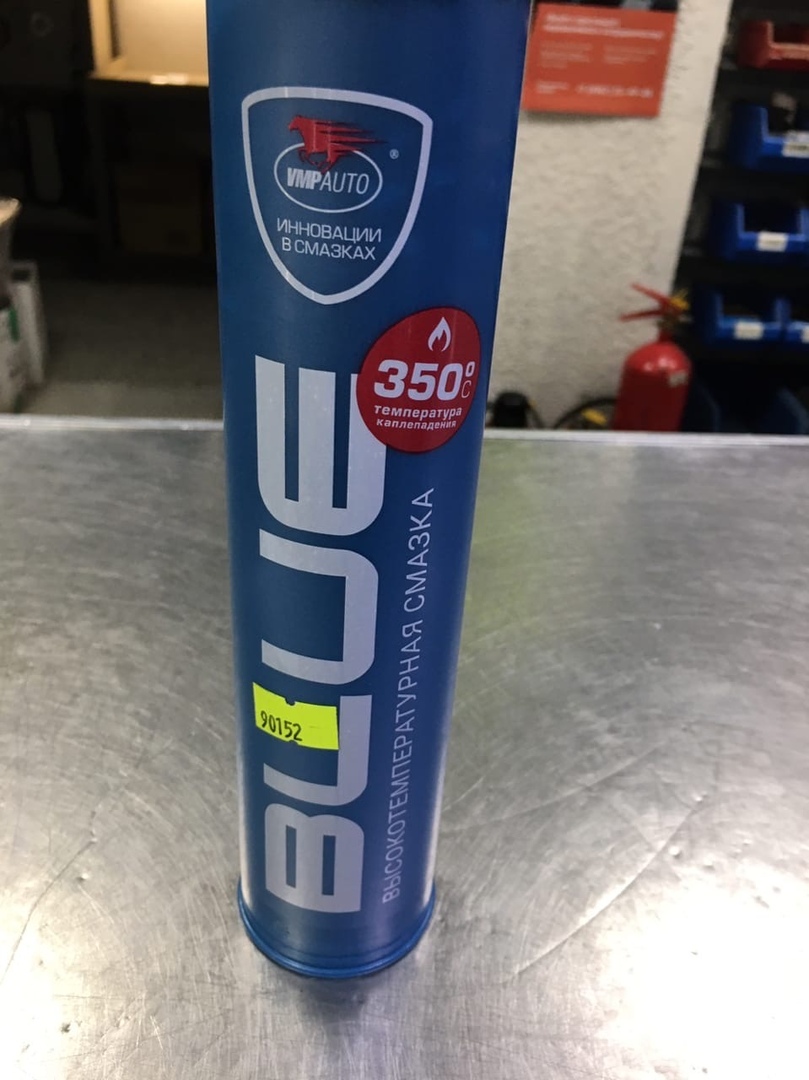 VMPAUTO
®
ИННОВАЦИИ
В СМАЗКАХ
350°C
температура
каплепадения
BLUE
ВЫСОКОТЕМПЕРАТУРНАЯ СМАЗКА
90152